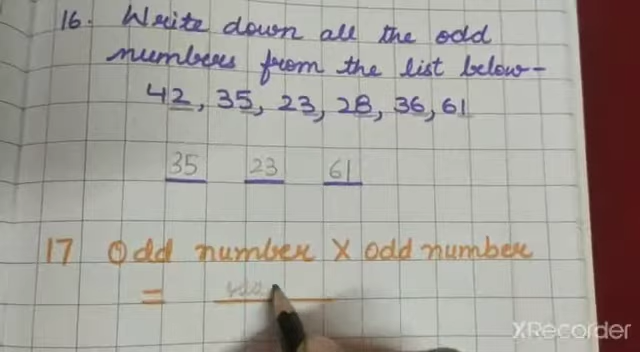 16. Write down all the odd
numbers from the list below-
42, 35, 23, 28, 36, 61
35 23 61
17 Odd number X odd number
=
XRecorder